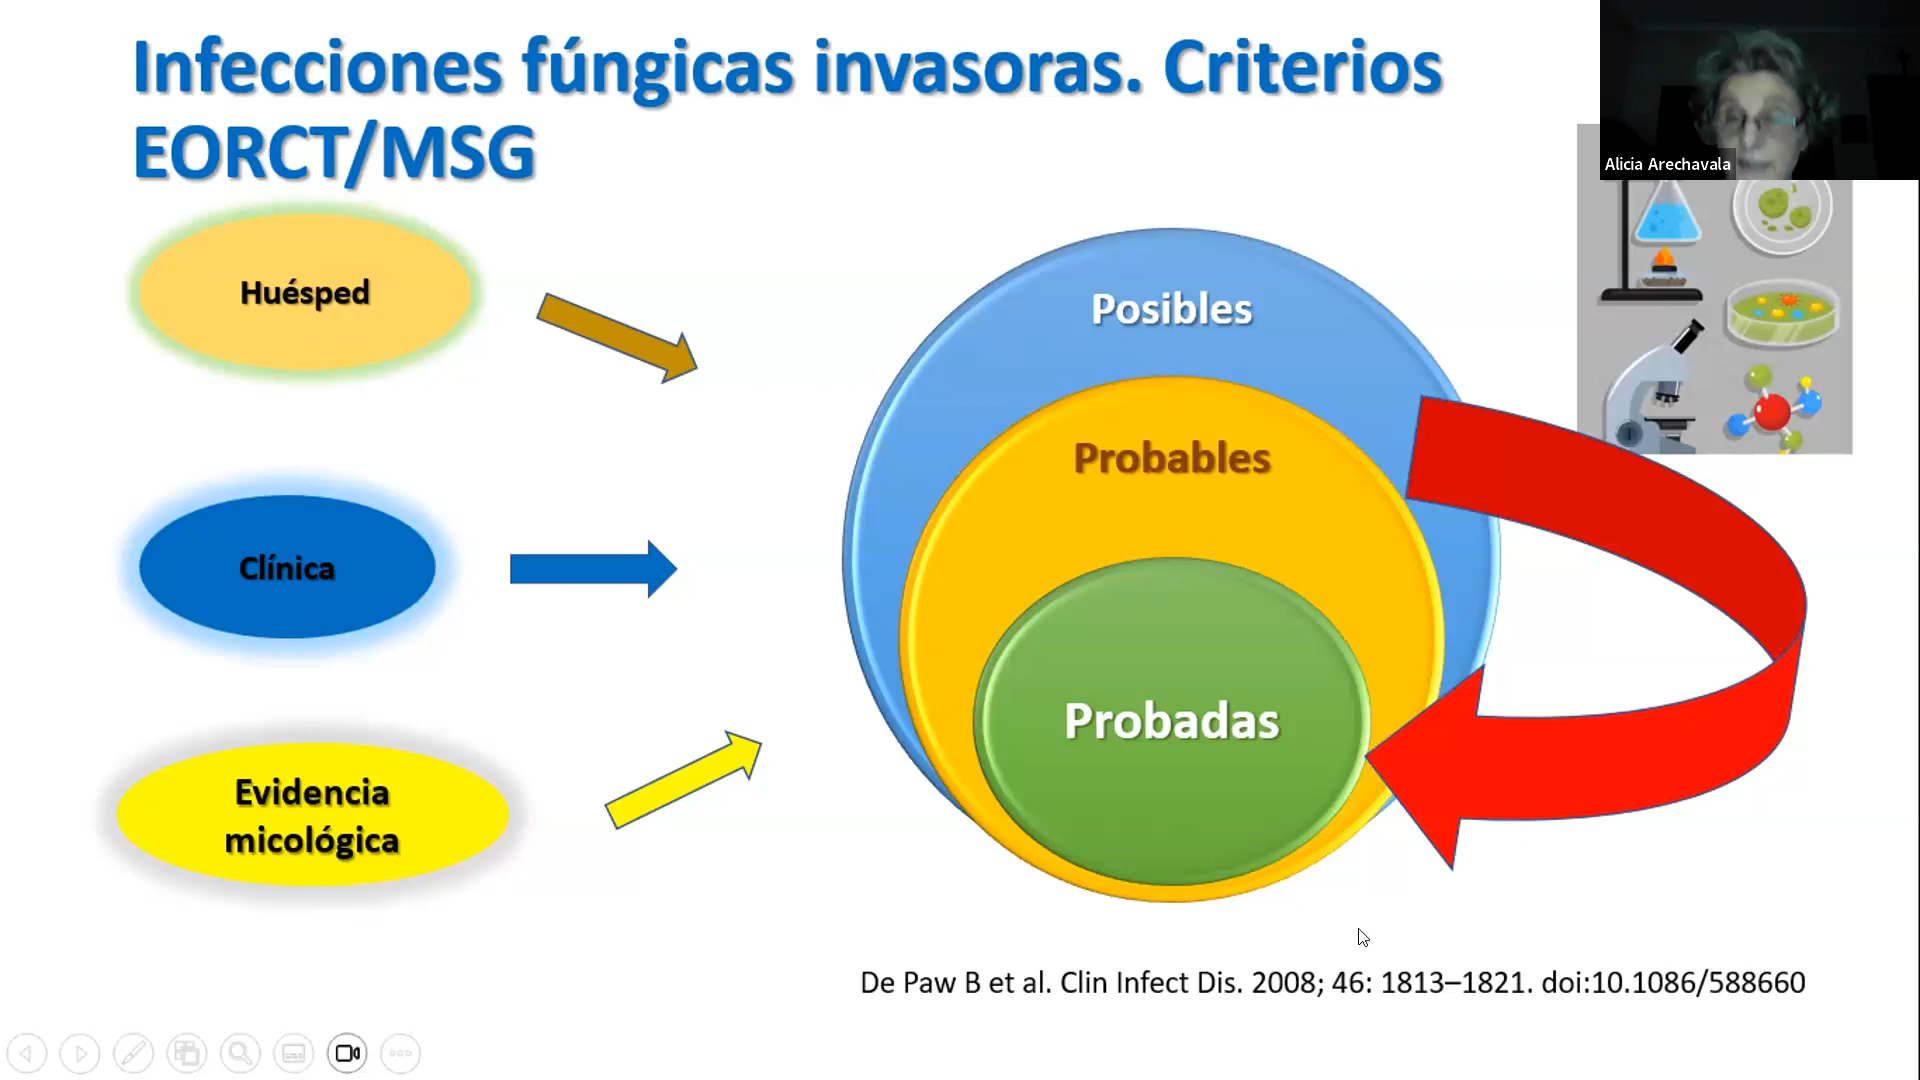 Infecciones fúngicas invasoras. Criterios
EORCT/MSG
Alicia Arechavala
Huésped
Clínica
Evidencia
micológica
Posibles
Probables
Probadas
De Paw B et al. Clin Infect Dis. 2008; 46: 1813–1821. doi:10.1086/588660